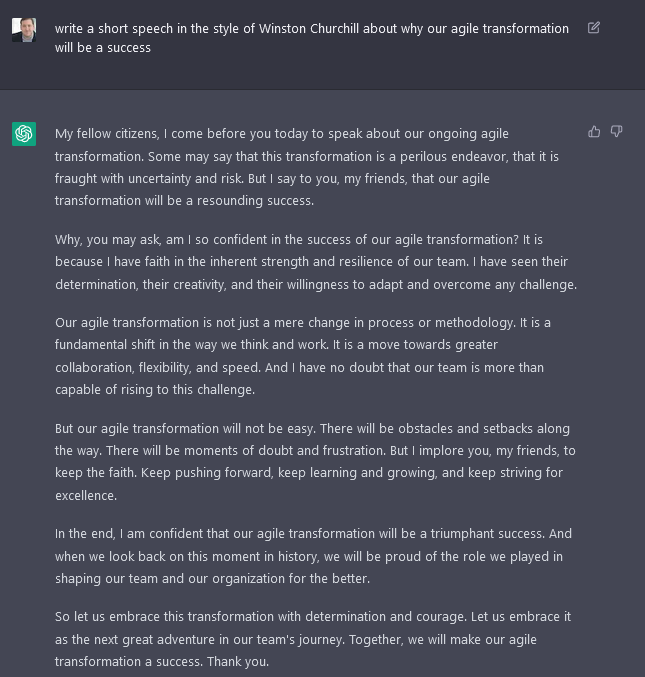 write a short speech in the style of Winston Churchill about why our agile transformation
will be a success
My fellow citizens, I come before you today to speak about our ongoing agile
transformation. Some may say that this transformation is a perilous endeavor, that it is
fraught with uncertainty and risk. But I say to you, my friends, that our agile
transformation will be a resounding success.
Why, you may ask, am I so confident in the success of our agile transformation? It is
because I have faith in the inherent strength and resilience of our team. I have seen their
determination, their creativity, and their willingness to adapt and overcome any challenge.
Our agile transformation is not just a mere change in process or methodology. It is a
fundamental shift in the way we think and work. It is a move towards greater
collaboration, flexibility, and speed. And I have no doubt that our team is more than
capable of rising to this challenge.
But our agile transformation will not be easy. There will be obstacles and setbacks along
the way. There will be moments of doubt and frustration. But I implore you, my friends, to
keep the faith. Keep pushing forward, keep learning and growing, and keep striving for
excellence.
In the end, I am confident that our agile transformation will be a triumphant success. And
when we look back on this moment in history, we will be proud of the role we played in
shaping our team and our organization for the better.
So let us embrace this transformation with determination and courage. Let us embrace it
as the next great adventure in our team's journey. Together, we will make our agile
transformation a success. Thank you.